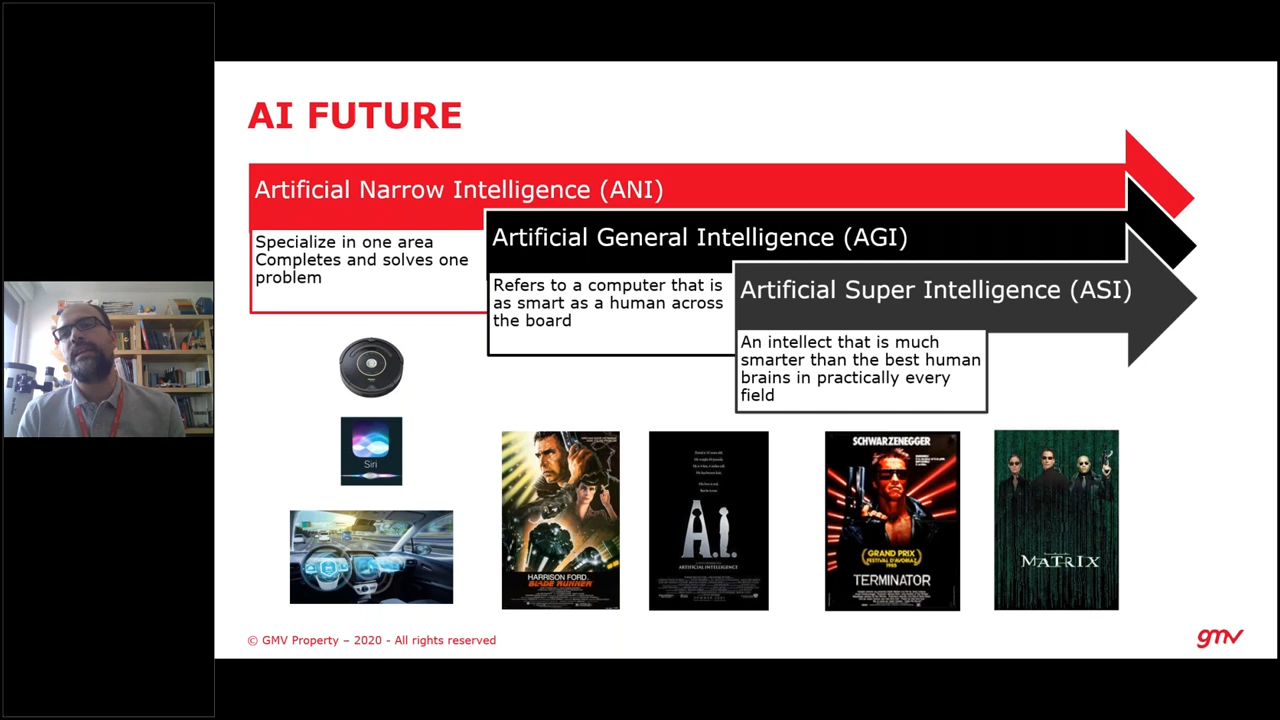 AI FUTURE
Artificial Narrow Intelligence (ANI)
Specialize in one area
Completes and solves one
problem
Artificial General Intelligence (AGI)
Refers to a computer that is
as smart as a human across
the board
Artificial Super Intelligence (ASI)
An intellect that is much
smarter than the best human
brains in practically every
field
Siri
HARRISON FORD
BLADE RUNNER
A.I.
ARTIFICIAL INTELLIGENCE
SCHWARZENEGGER
GRAND PRIX
FESTIVAL D'AVORIAZ
TERMINATOR
MATRIX
© GMV Property – 2020 - All rights reserved
gmv